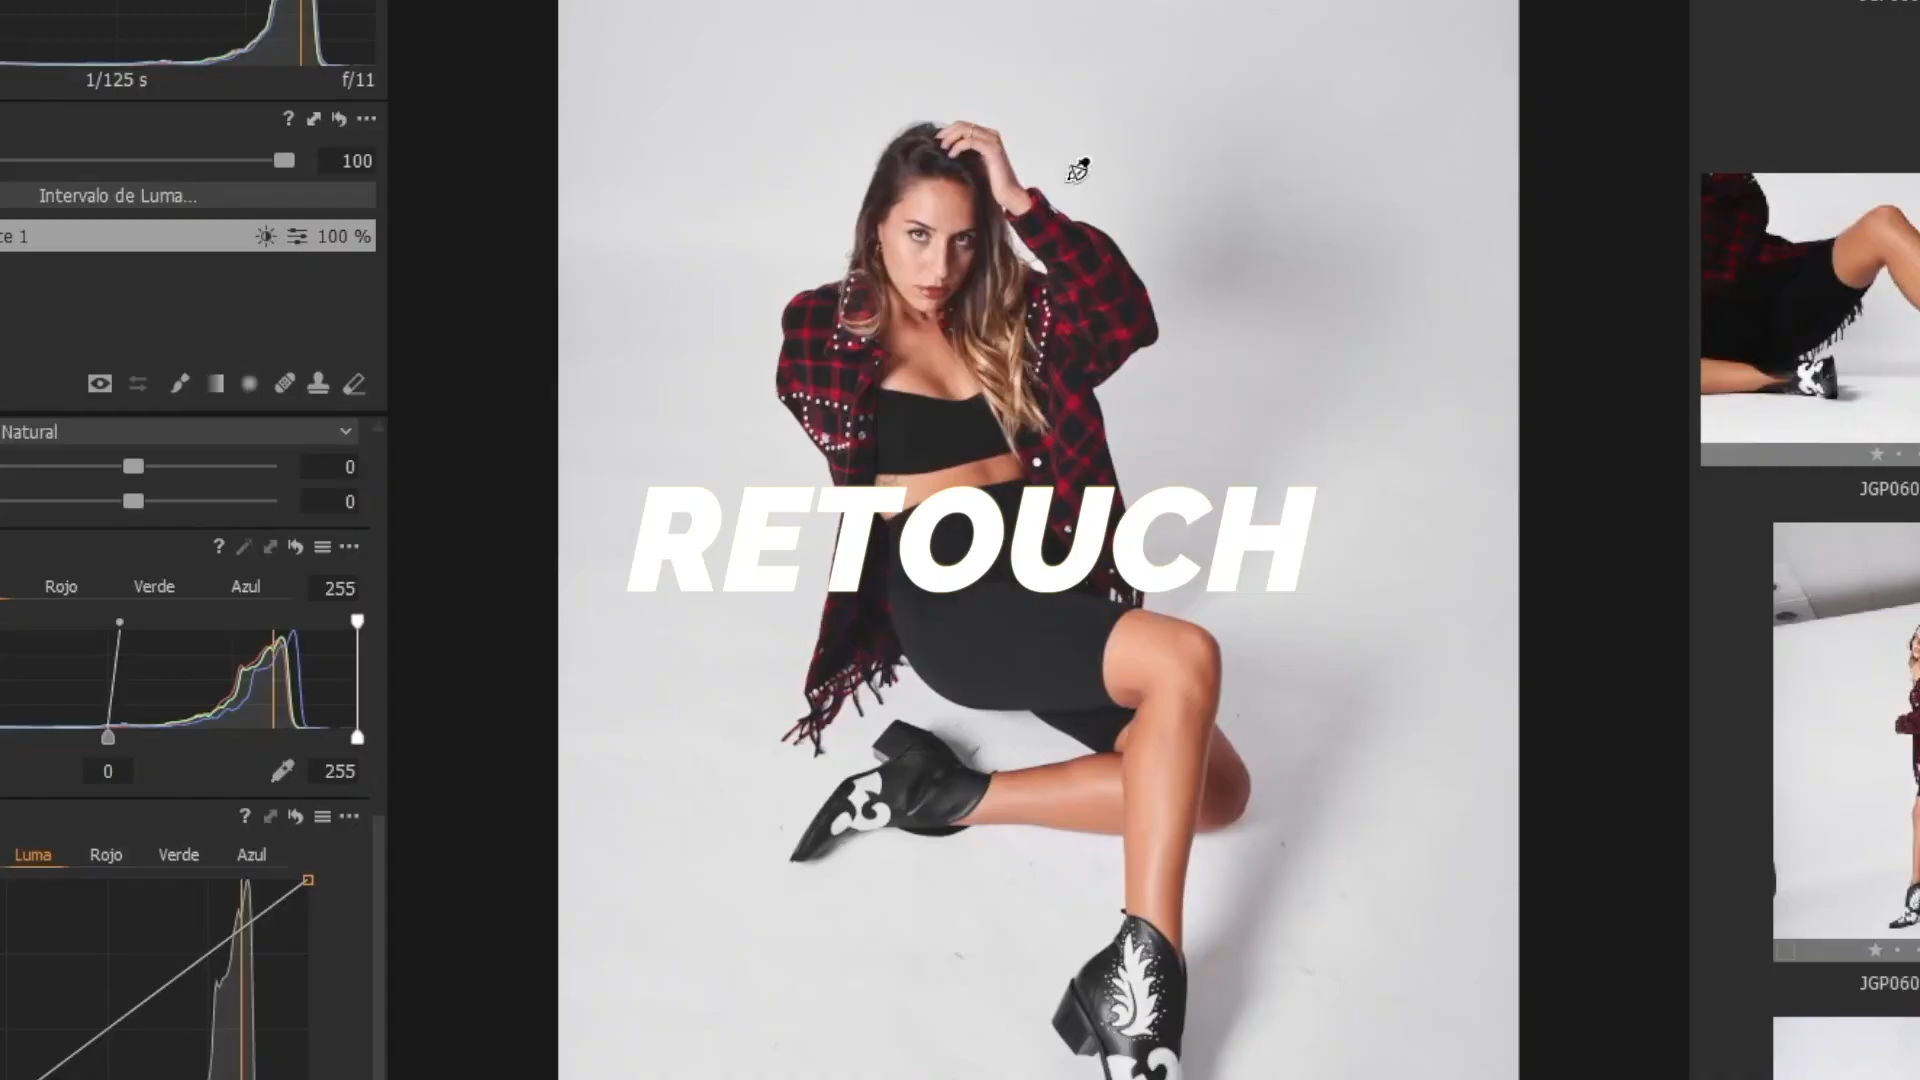 1/125 s
f/11
?
100
Intervalo de Luma...
te 1
100 %
Natural
0
0
?
Rojo
Verde
Azul
255
0
255
?
Luma
Rojo
Verde
Azul
RETOUCH
JGP060
JGP060